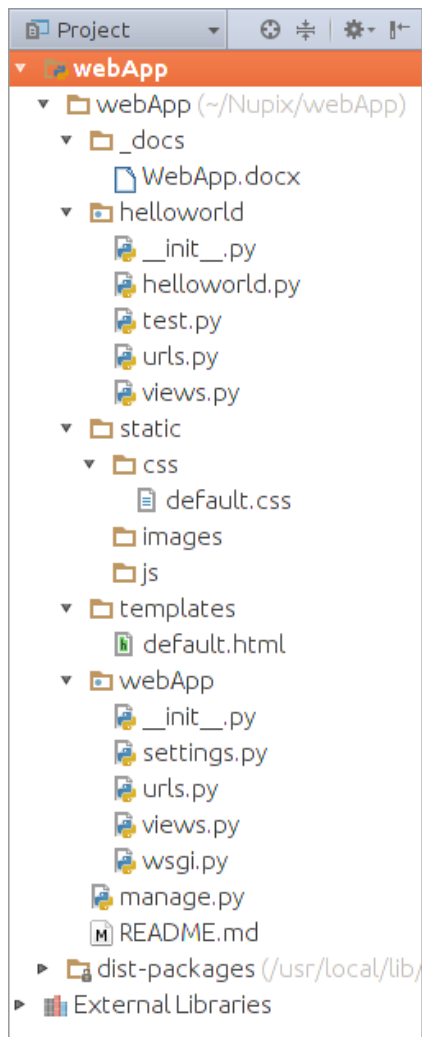 Project
webApp
webApp (~/Nupix/webApp)
_docs
WebApp.docx
helloworld
__init__.py
helloworld.py
test.py
urls.py
views.py
static
css
default.css
images
js
templates
default.html
webApp
__init__.py
settings.py
urls.py
views.py
wsgi.py
manage.py
README.md
dist-packages (/usr/local/lib/
External Libraries